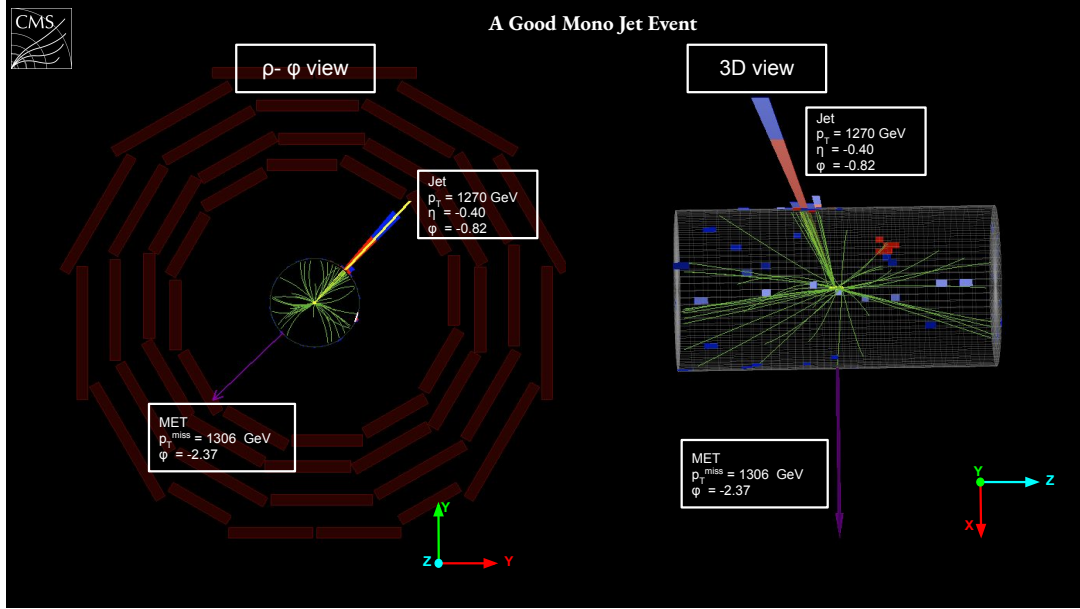 CMS
A Good Mono Jet Event
ρ- φ view
3D view
Jet
pT = 1270 GeV
η = -0.40
φ = -0.82
Jet
pT = 1270 GeV
η = -0.40
φ = -0.82
MET
pTmiss = 1306 GeV
φ = -2.37
MET
pTmiss = 1306 GeV
φ = -2.37
Y
Z
Y
Y
Z
X